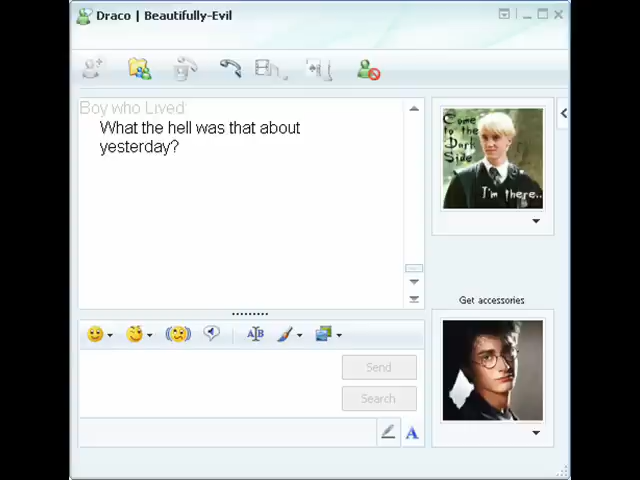 Draco | Beautifully-Evil
Boy who Lived:
What the hell was that about
yesterday?
Come
to the
Dark
Side
I'm there..
Get accessories
Send
Search